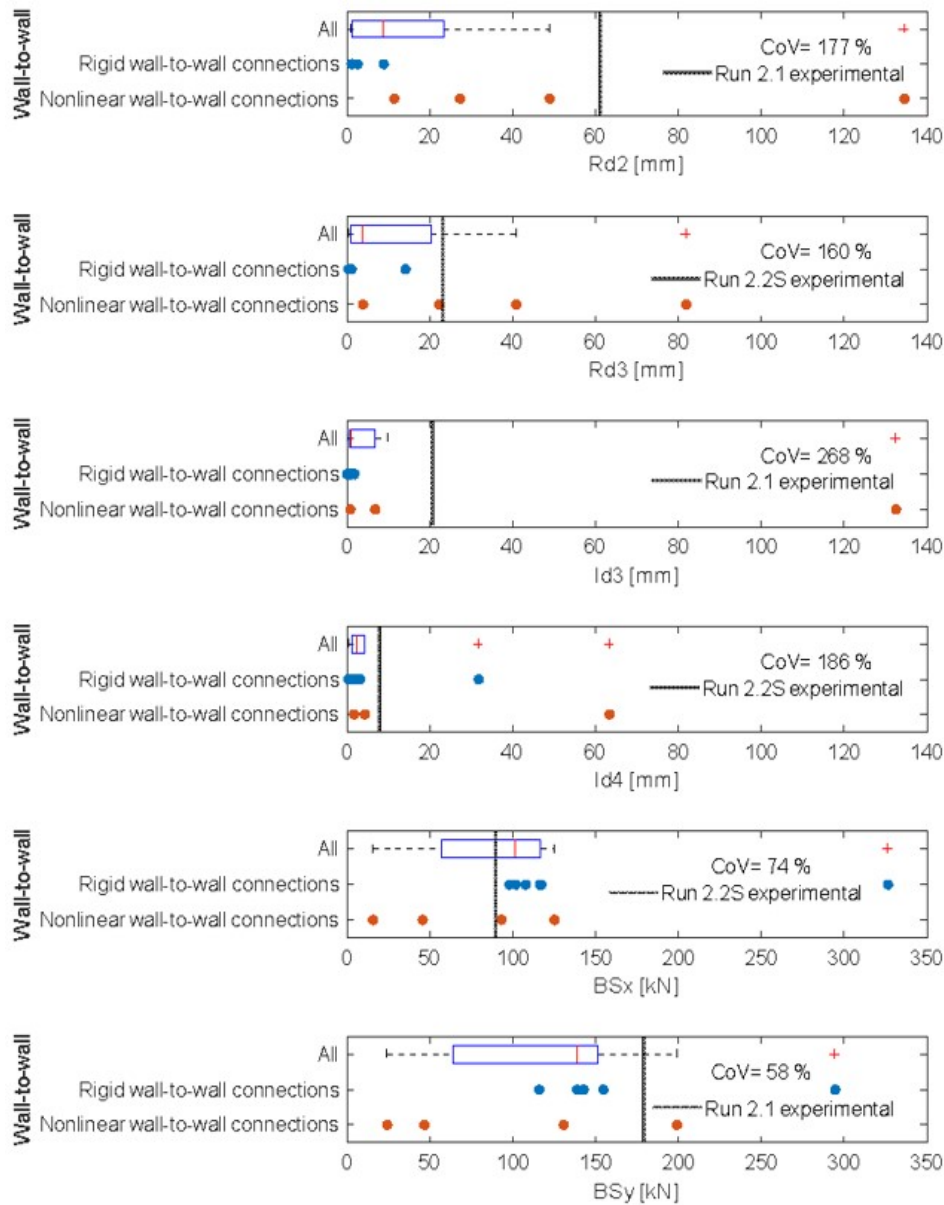 Wall-to-wall
All
Rigid wall-to-wall connections
Nonlinear wall-to-wall connections
CoV = 177 %
Run 2.1 experimental
0 20 40 60 80 100 120 140
Rd2 [mm]
Wall-to-wall
All
Rigid wall-to-wall connections
Nonlinear wall-to-wall connections
CoV= 160 %
Run 2.2S experimental
0 20 40 60 80 100 120 140
Rd3 [mm]
Wall-to-wall
All
Rigid wall-to-wall connections
Nonlinear wall-to-wall connections
CoV= 268 %
Run 2.1 experimental
0 20 40 60 80 100 120 140
Id3 [mm]
Wall-to-wall
All
Rigid wall-to-wall connections
Nonlinear wall-to-wall connections
CoV= 186 %
Run 2.2S experimental
0 20 40 60 80 100 120 140
Id4 [mm]
Wall-to-wall
All
Rigid wall-to-wall connections
Nonlinear wall-to-wall connections
CoV= 74 %
Run 2.2S experimental
0 50 100 150 200 250 300 350
BSx [kN]
Wall-to-wall
All
Rigid wall-to-wall connections
Nonlinear wall-to-wall connections
CoV= 58 %
Run 2.1 experimental
0 50 100 150 200 250 300 350
BSy [kN]